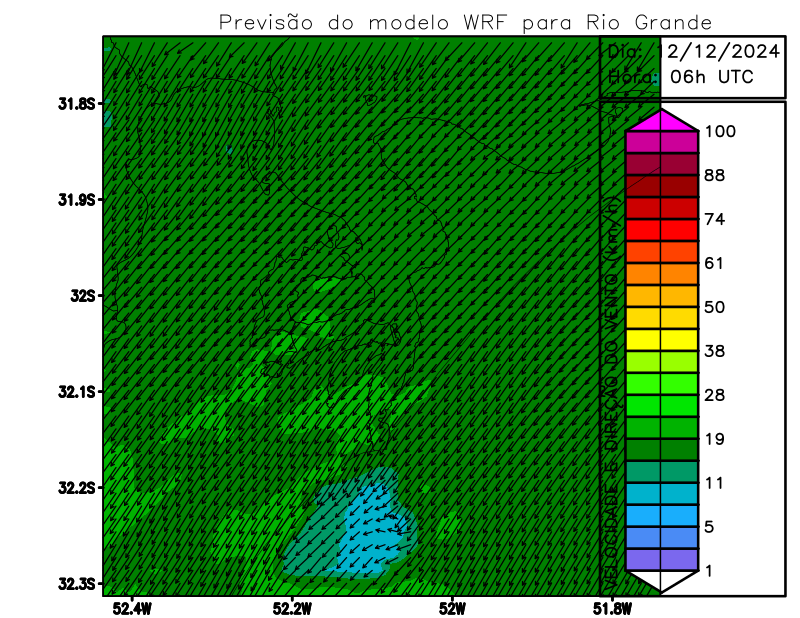 Previsão do modelo WRF para Rio Grande
Dia: 12/12/2024
Hora: 06h UTC
31.8S
31.9S
32S
32.1S
32.2S
32.3S
52.4W
52.2W
52W
51.8W
VELOCIDADE E DIREÇÃO DO VENTO (km/h)
100
88
74
61
50
38
28
19
11
5
1